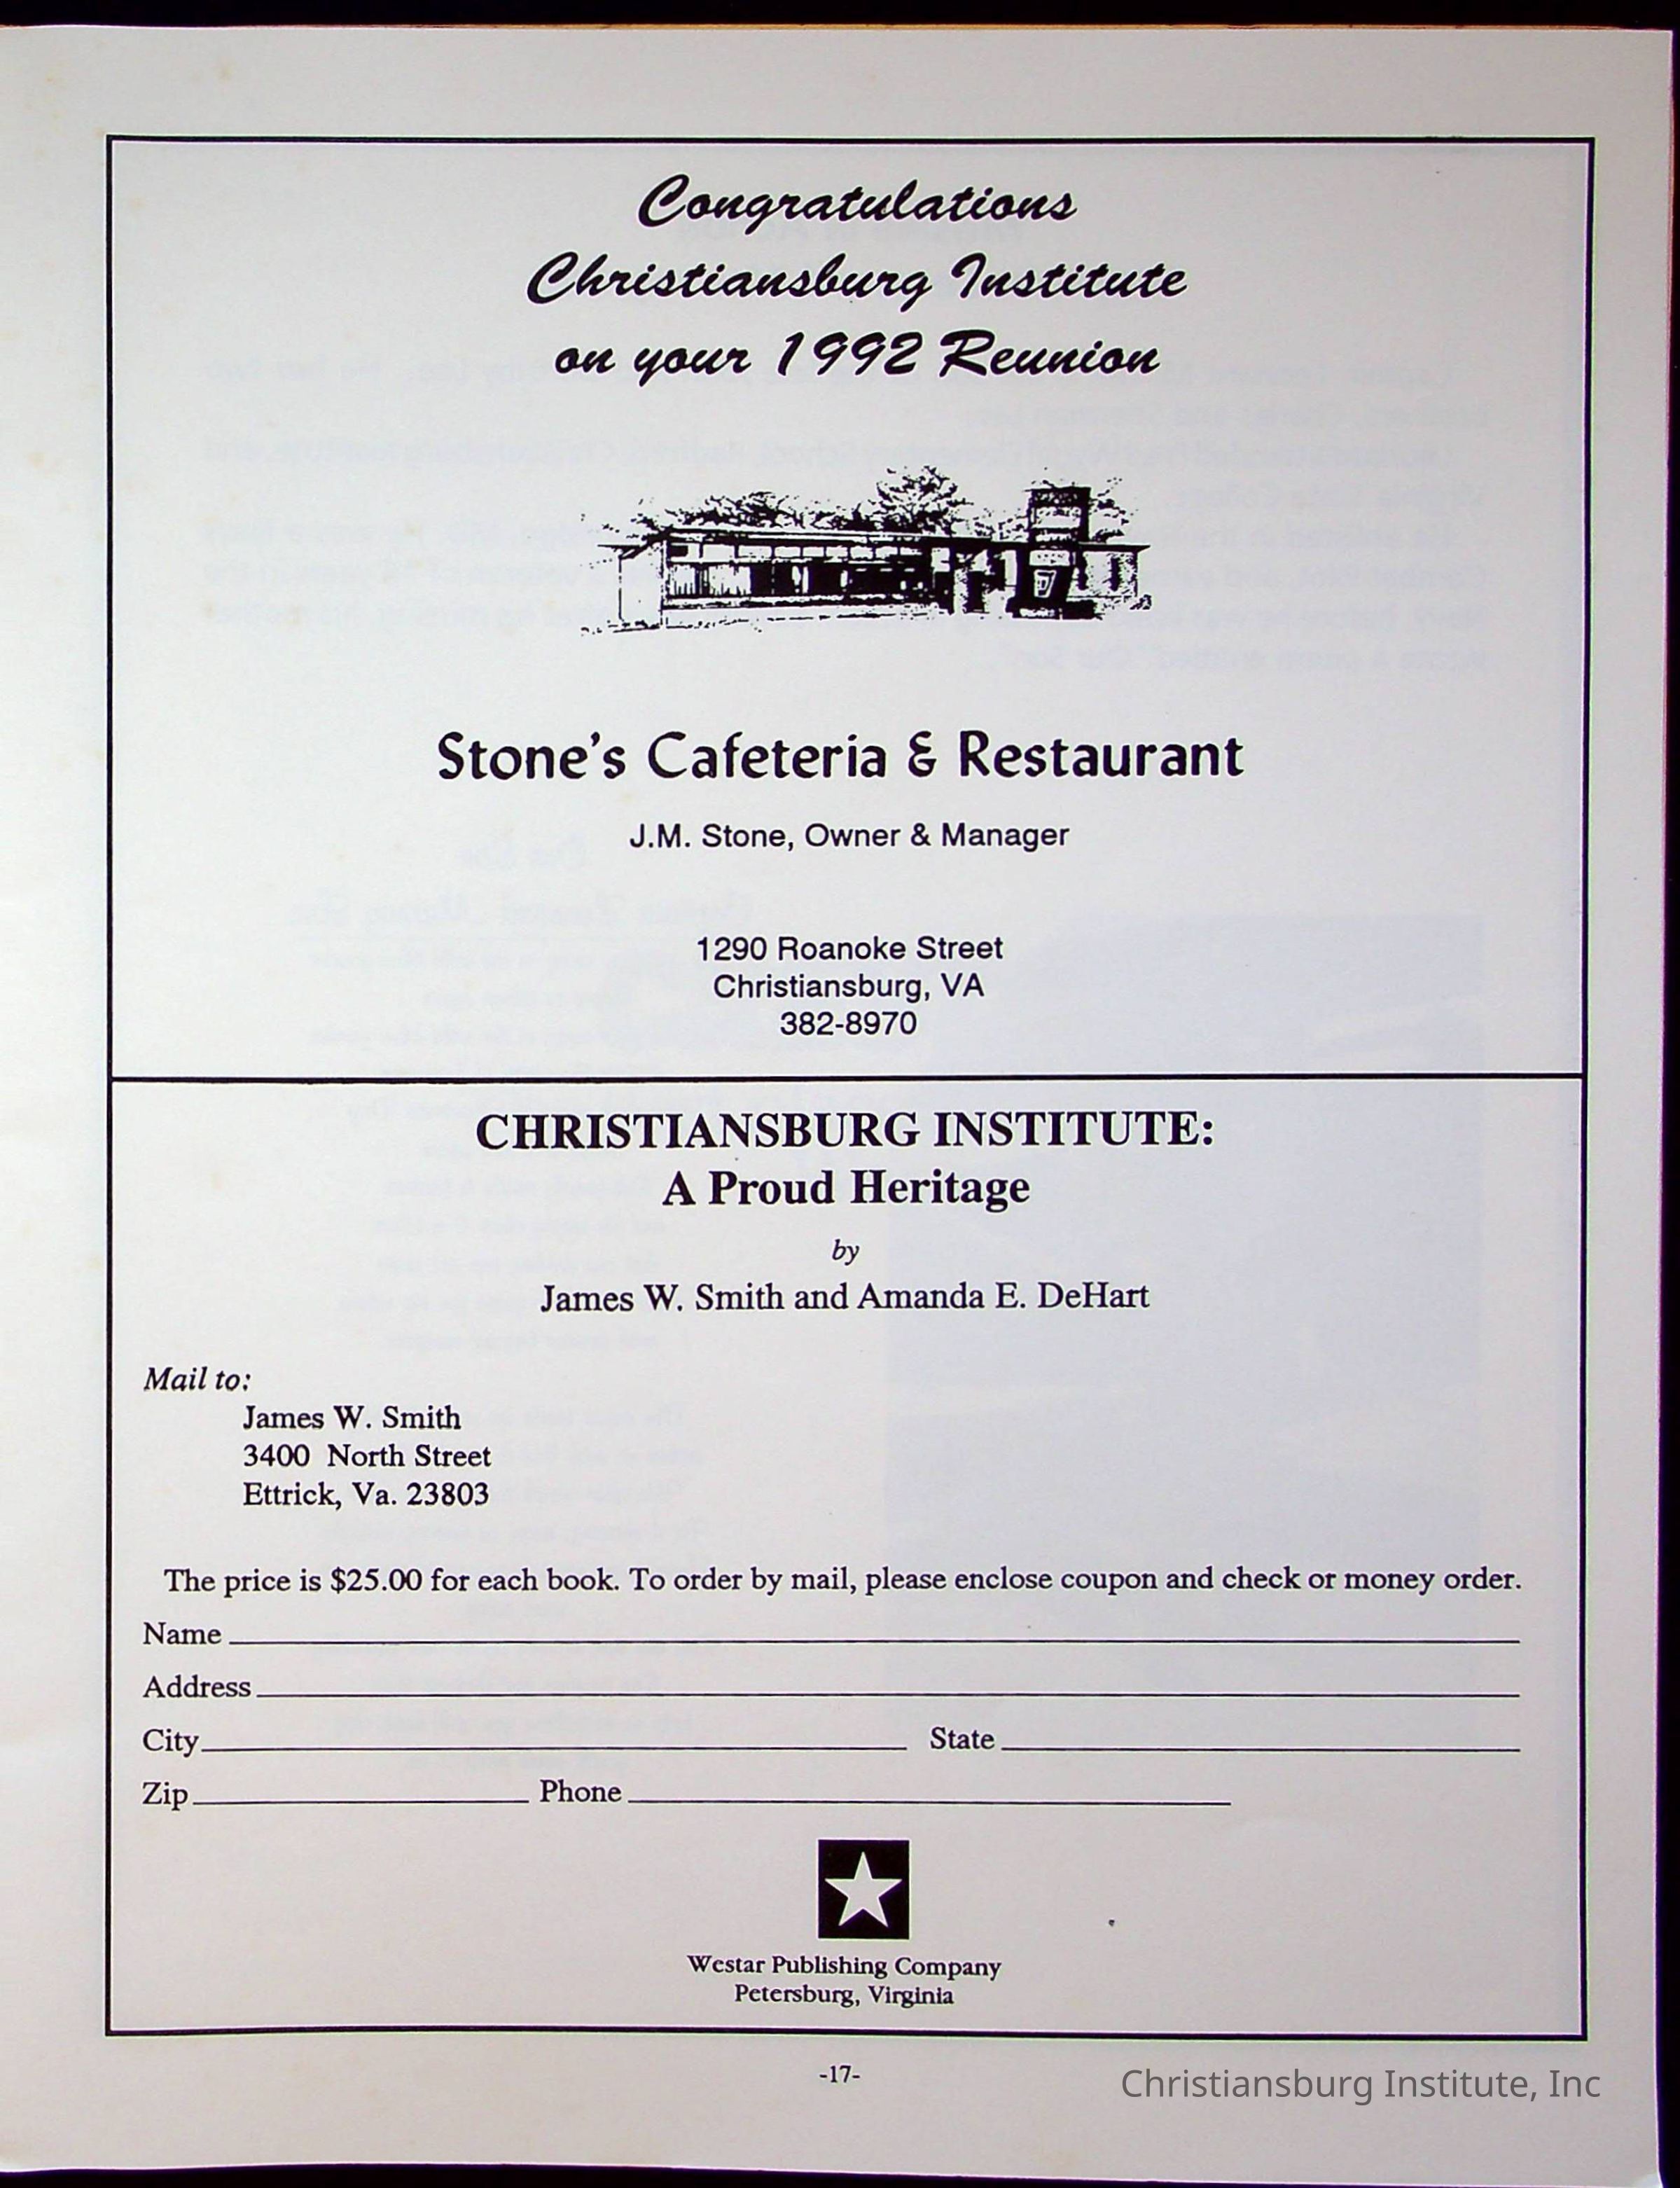 Congratulations
Christiansburg Institute
on your 1992 Reunion
Stone's Cafeteria & Restaurant
J.M. Stone, Owner & Manager
1290 Roanoke Street
Christiansburg, VA
382-8970
CHRISTIANSBURG INSTITUTE:
A Proud Heritage
by
James W. Smith and Amanda E. DeHart
Mail to:
James W. Smith
3400 North Street
Ettrick, Va. 23803
The price is $25.00 for each book. To order by mail, please enclose coupon and check or money order.
Name
Address
City State
Zip Phone
Westar Publishing Company
Petersburg, Virginia
-17-
Christiansburg Institute, Inc